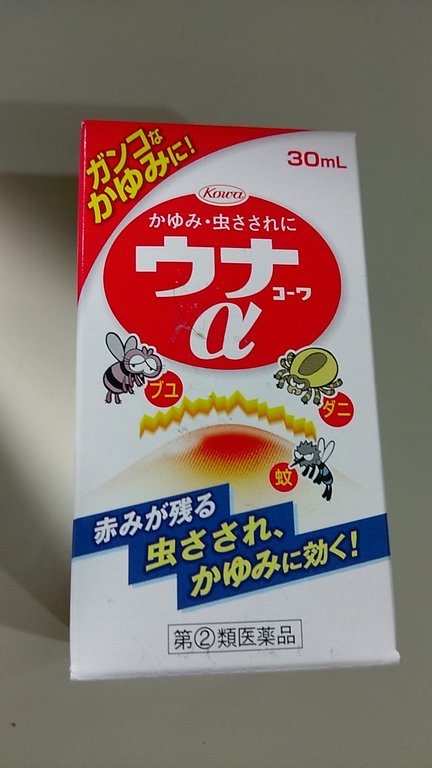 ガンコな
かゆみに!
30mL
Kowa
かゆみ・虫さされに
ウナ
コーワ
α
ブユ
ダニ
蚊
赤みが残る
虫さされ、
かゆみに効く!
第②類医薬品